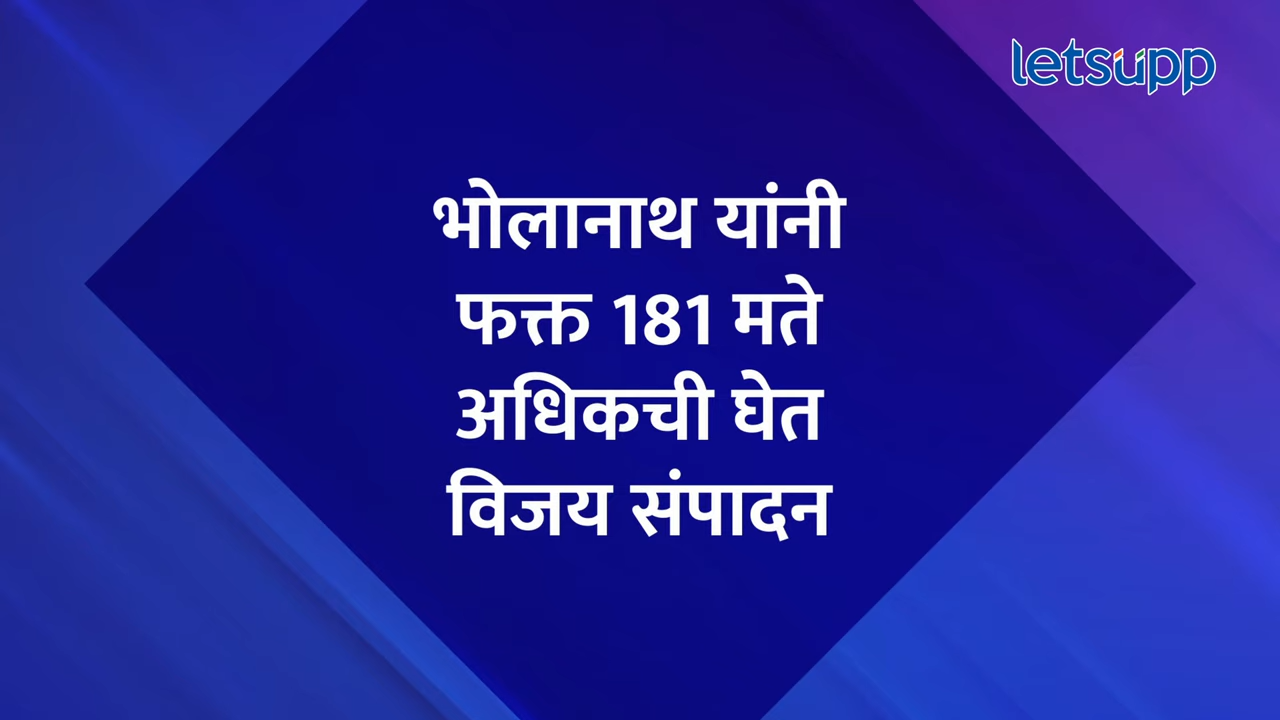 letsupp
भोलानाथ यांनी
फक्त 181 मते
अधिकची घेत
विजय संपादन